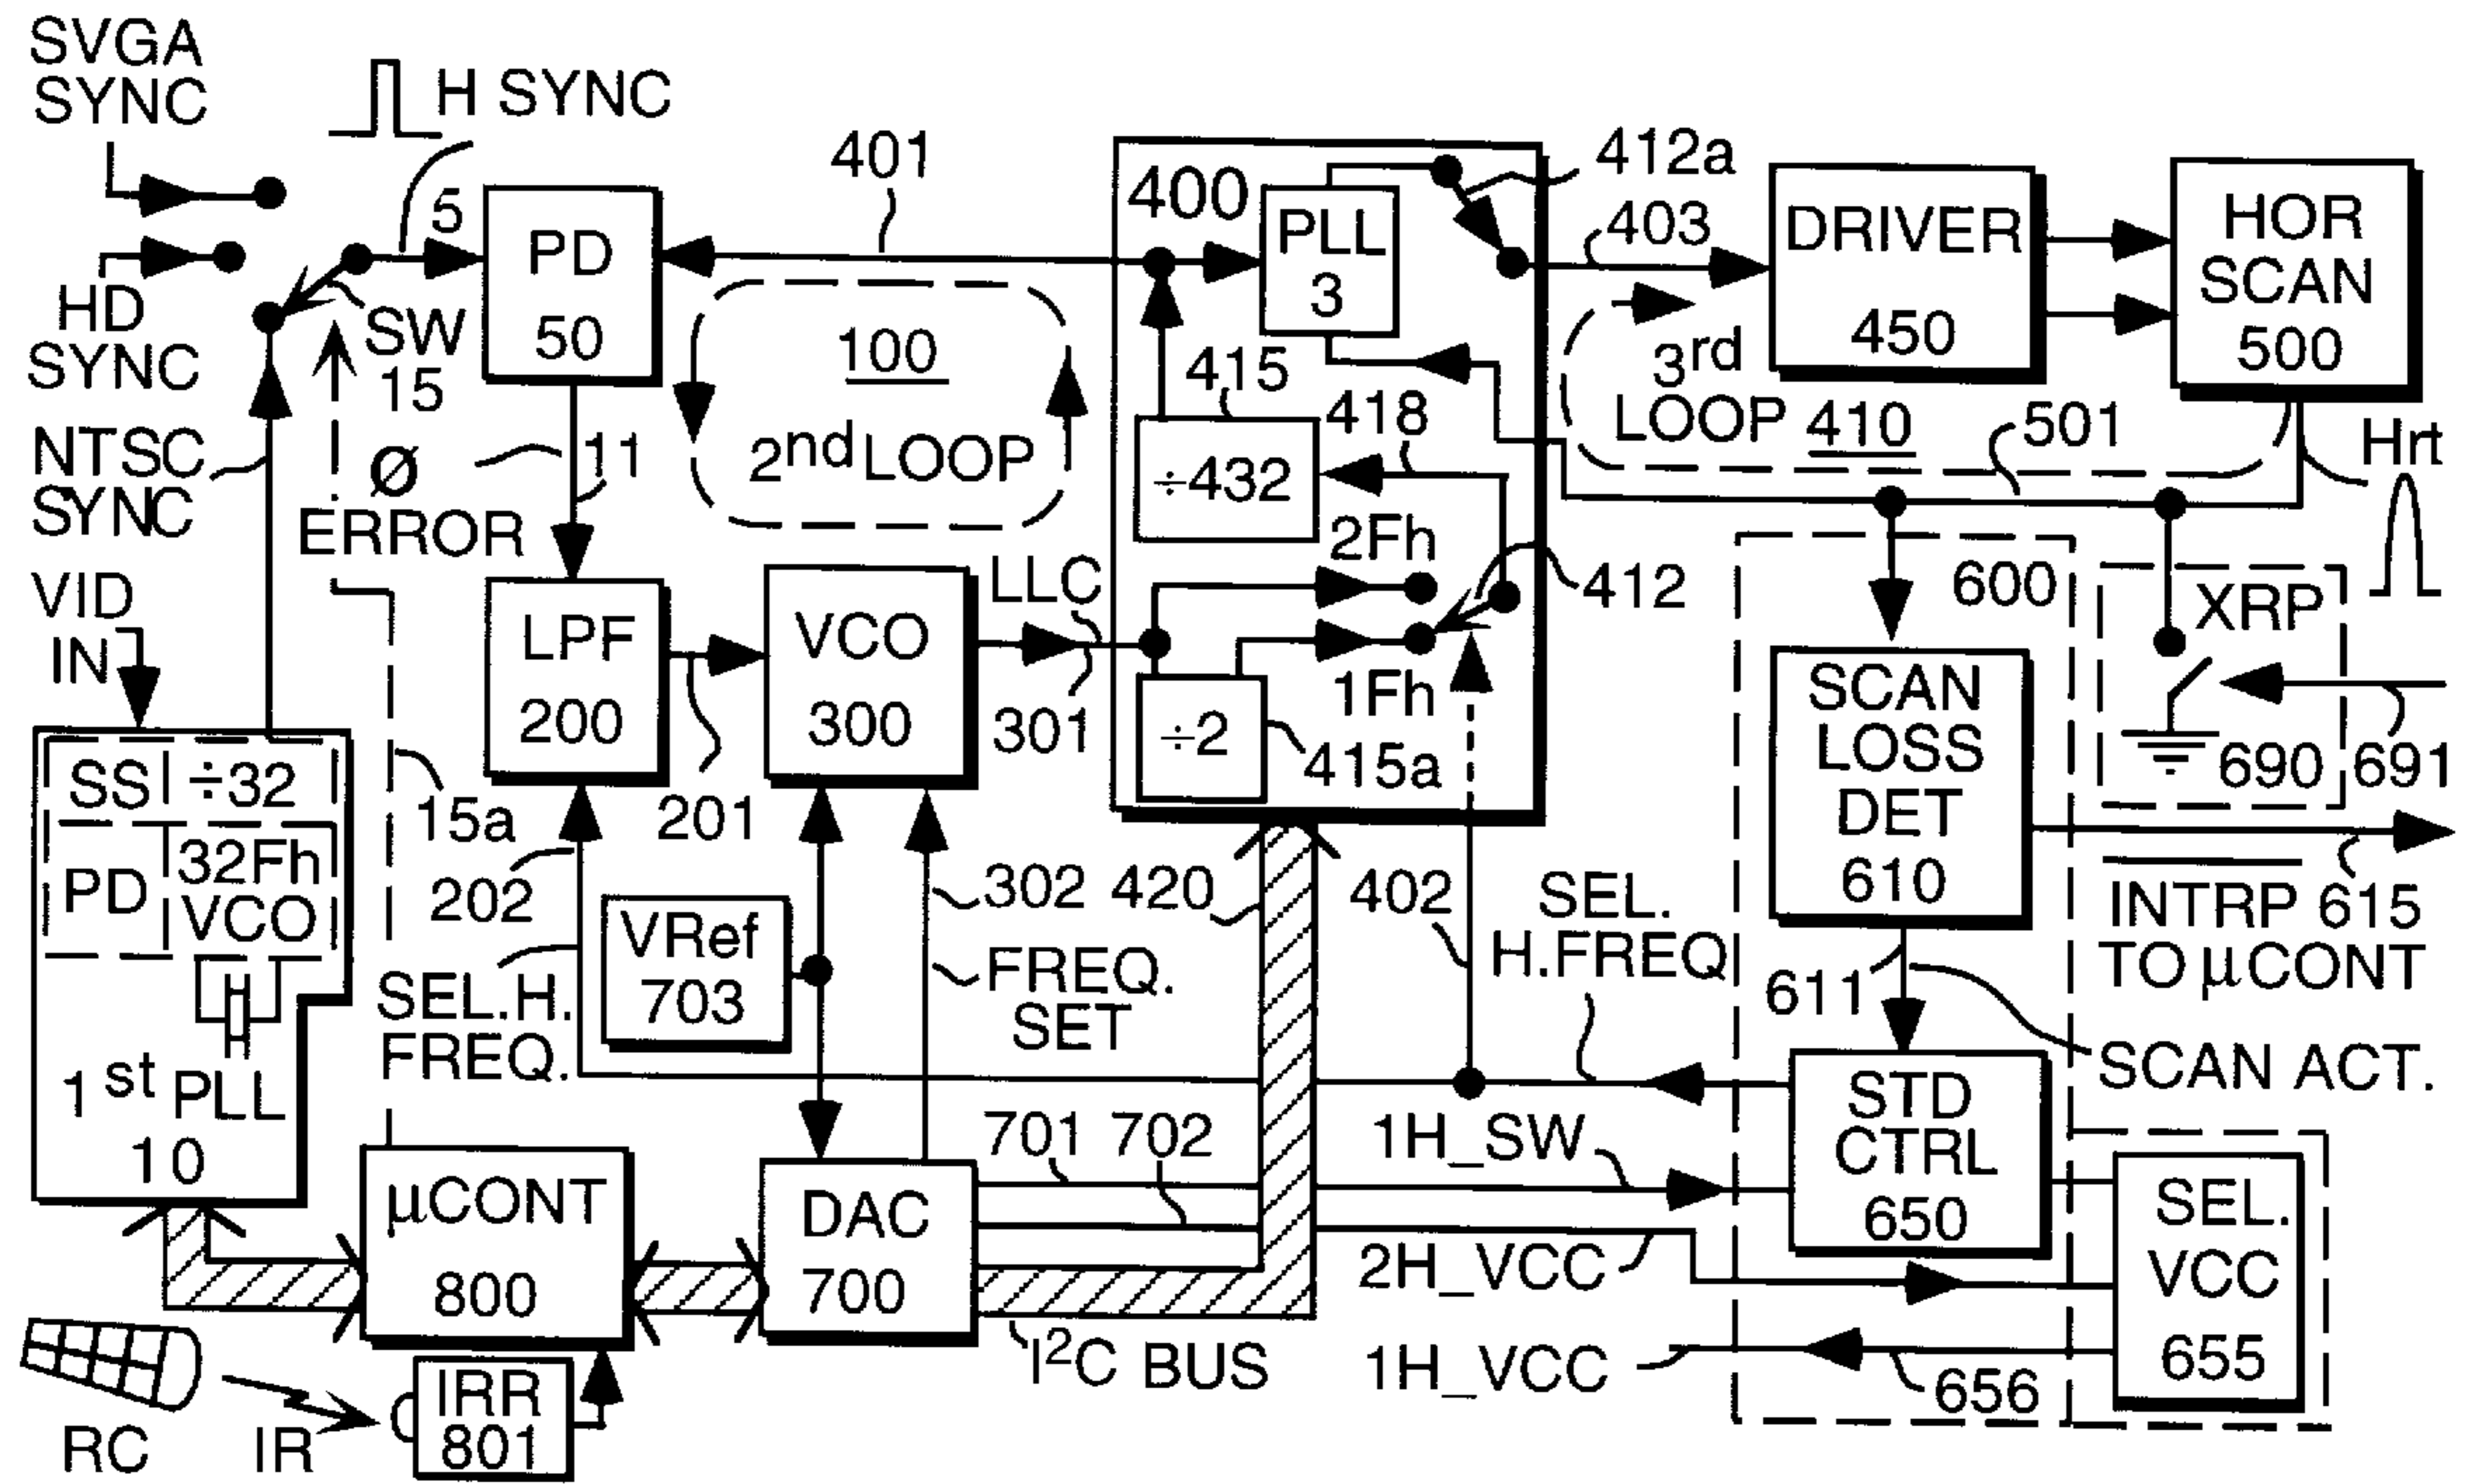 SVGA
SYNC
H SYNC
5
HD
SYNC
SW
15
NTSC
SYNC
PD
50
401
100
2nd LOOP
Ø
ERROR
11
400
PLL
3
412a
403
DRIVER
450
HOR
SCAN
500
3rd
LOOP 410
501
Hrt
415
418
÷432
2Fh
412
1Fh
÷2
415a
VID
IN
SS
÷32
PD
32Fh
VCO
1st PLL
10
15a
LPF
200
201
202
VCO
300
LLC
301
VRef
703
302
FREQ.
SET
420
402
SEL.
H.FREQ
SEL.H.
FREQ.
600
XRP
690
691
SCAN
LOSS
DET
610
INTRP 615
TO µCONT
611
SCAN ACT.
STD
CTRL
650
SEL.
VCC
655
656
701
702
1H_SW
2H_VCC
1H_VCC
µCONT
800
DAC
700
I2C BUS
RC
IR
IRR
801